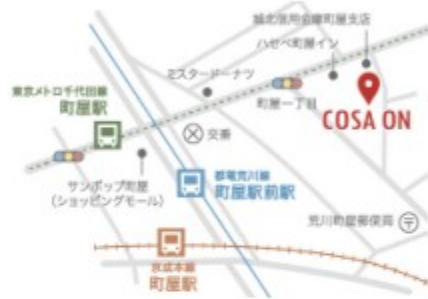 城北信用金庫町屋支店
ハセベ町屋イン
ミスタードーナツ
東京メトロ千代田線
町屋駅
町屋一丁目
COSA ON
交番
サンポップ町屋
(ショッピングモール)
都電荒川線
町屋駅前駅
荒川町屋郵便局
京成本線
町屋駅